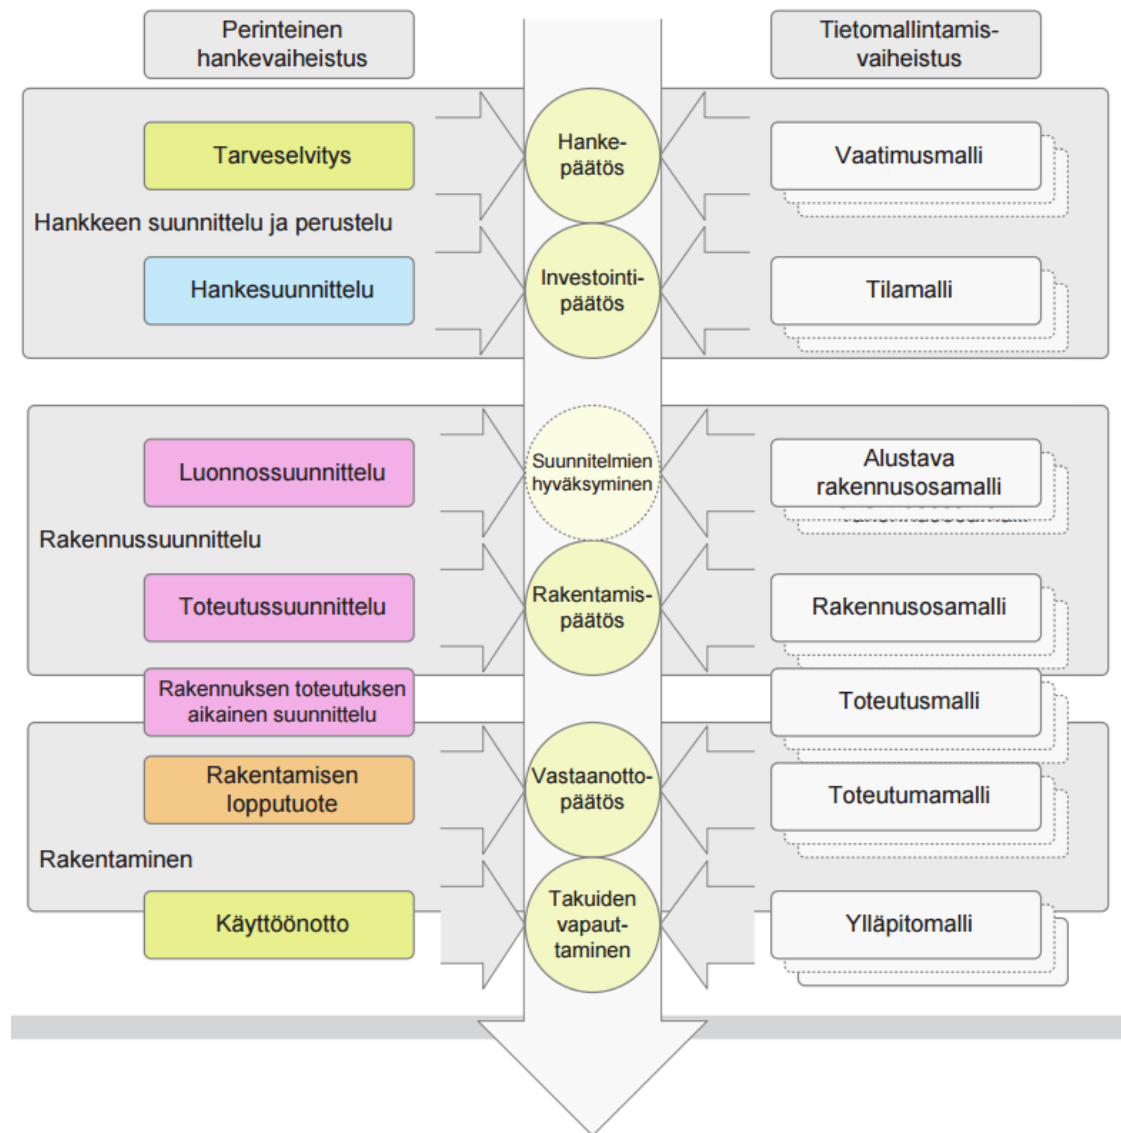 Perinteinen
hankevaiheistus
Tietomallintamis-
vaiheistus
Tarveselvitys
Hanke-
päätös
Vaatimusmalli
Hankkeen suunnittelu ja perustelu
Hankesuunnittelu
Investointi-
päätös
Tilamalli
Luonnossuunnittelu
Suunnitelmien
hyväksyminen
Alustava
rakennusosamalli
Rakennussuunnittelu
Toteutussuunnittelu
Rakentamis-
päätös
Rakennusosamalli
Rakennuksen toteutuksen
aikainen suunnittelu
Toteutusmalli
Rakentamisen
lopputuote
Vastaanotto-
päätös
Toteutumamalli
Rakentaminen
Käyttöönotto
Takuiden
vapaut-
taminen
Ylläpitomalli